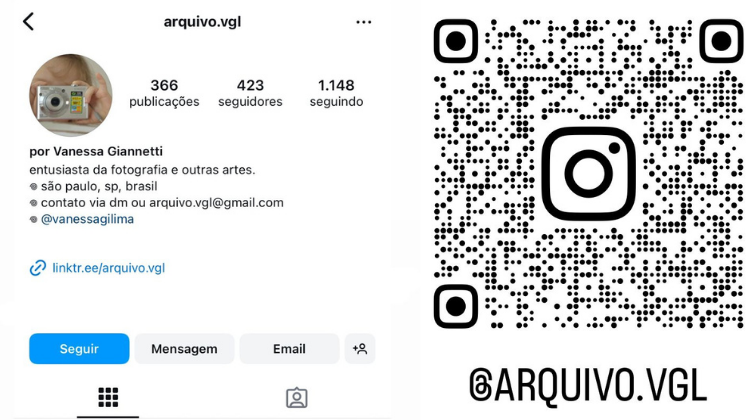 arquivo.vgl
366 423 1.148
publicações seguidores seguindo
por Vanessa Giannetti
entusiasta da fotografia e outras artes.
são paulo, sp, brasil
contato via dm ou arquivo.vgl@gmail.com
@vanessagilima
linktr.ee/arquivo.vgl
Seguir Mensagem Email
@ARQUIVO.VGL